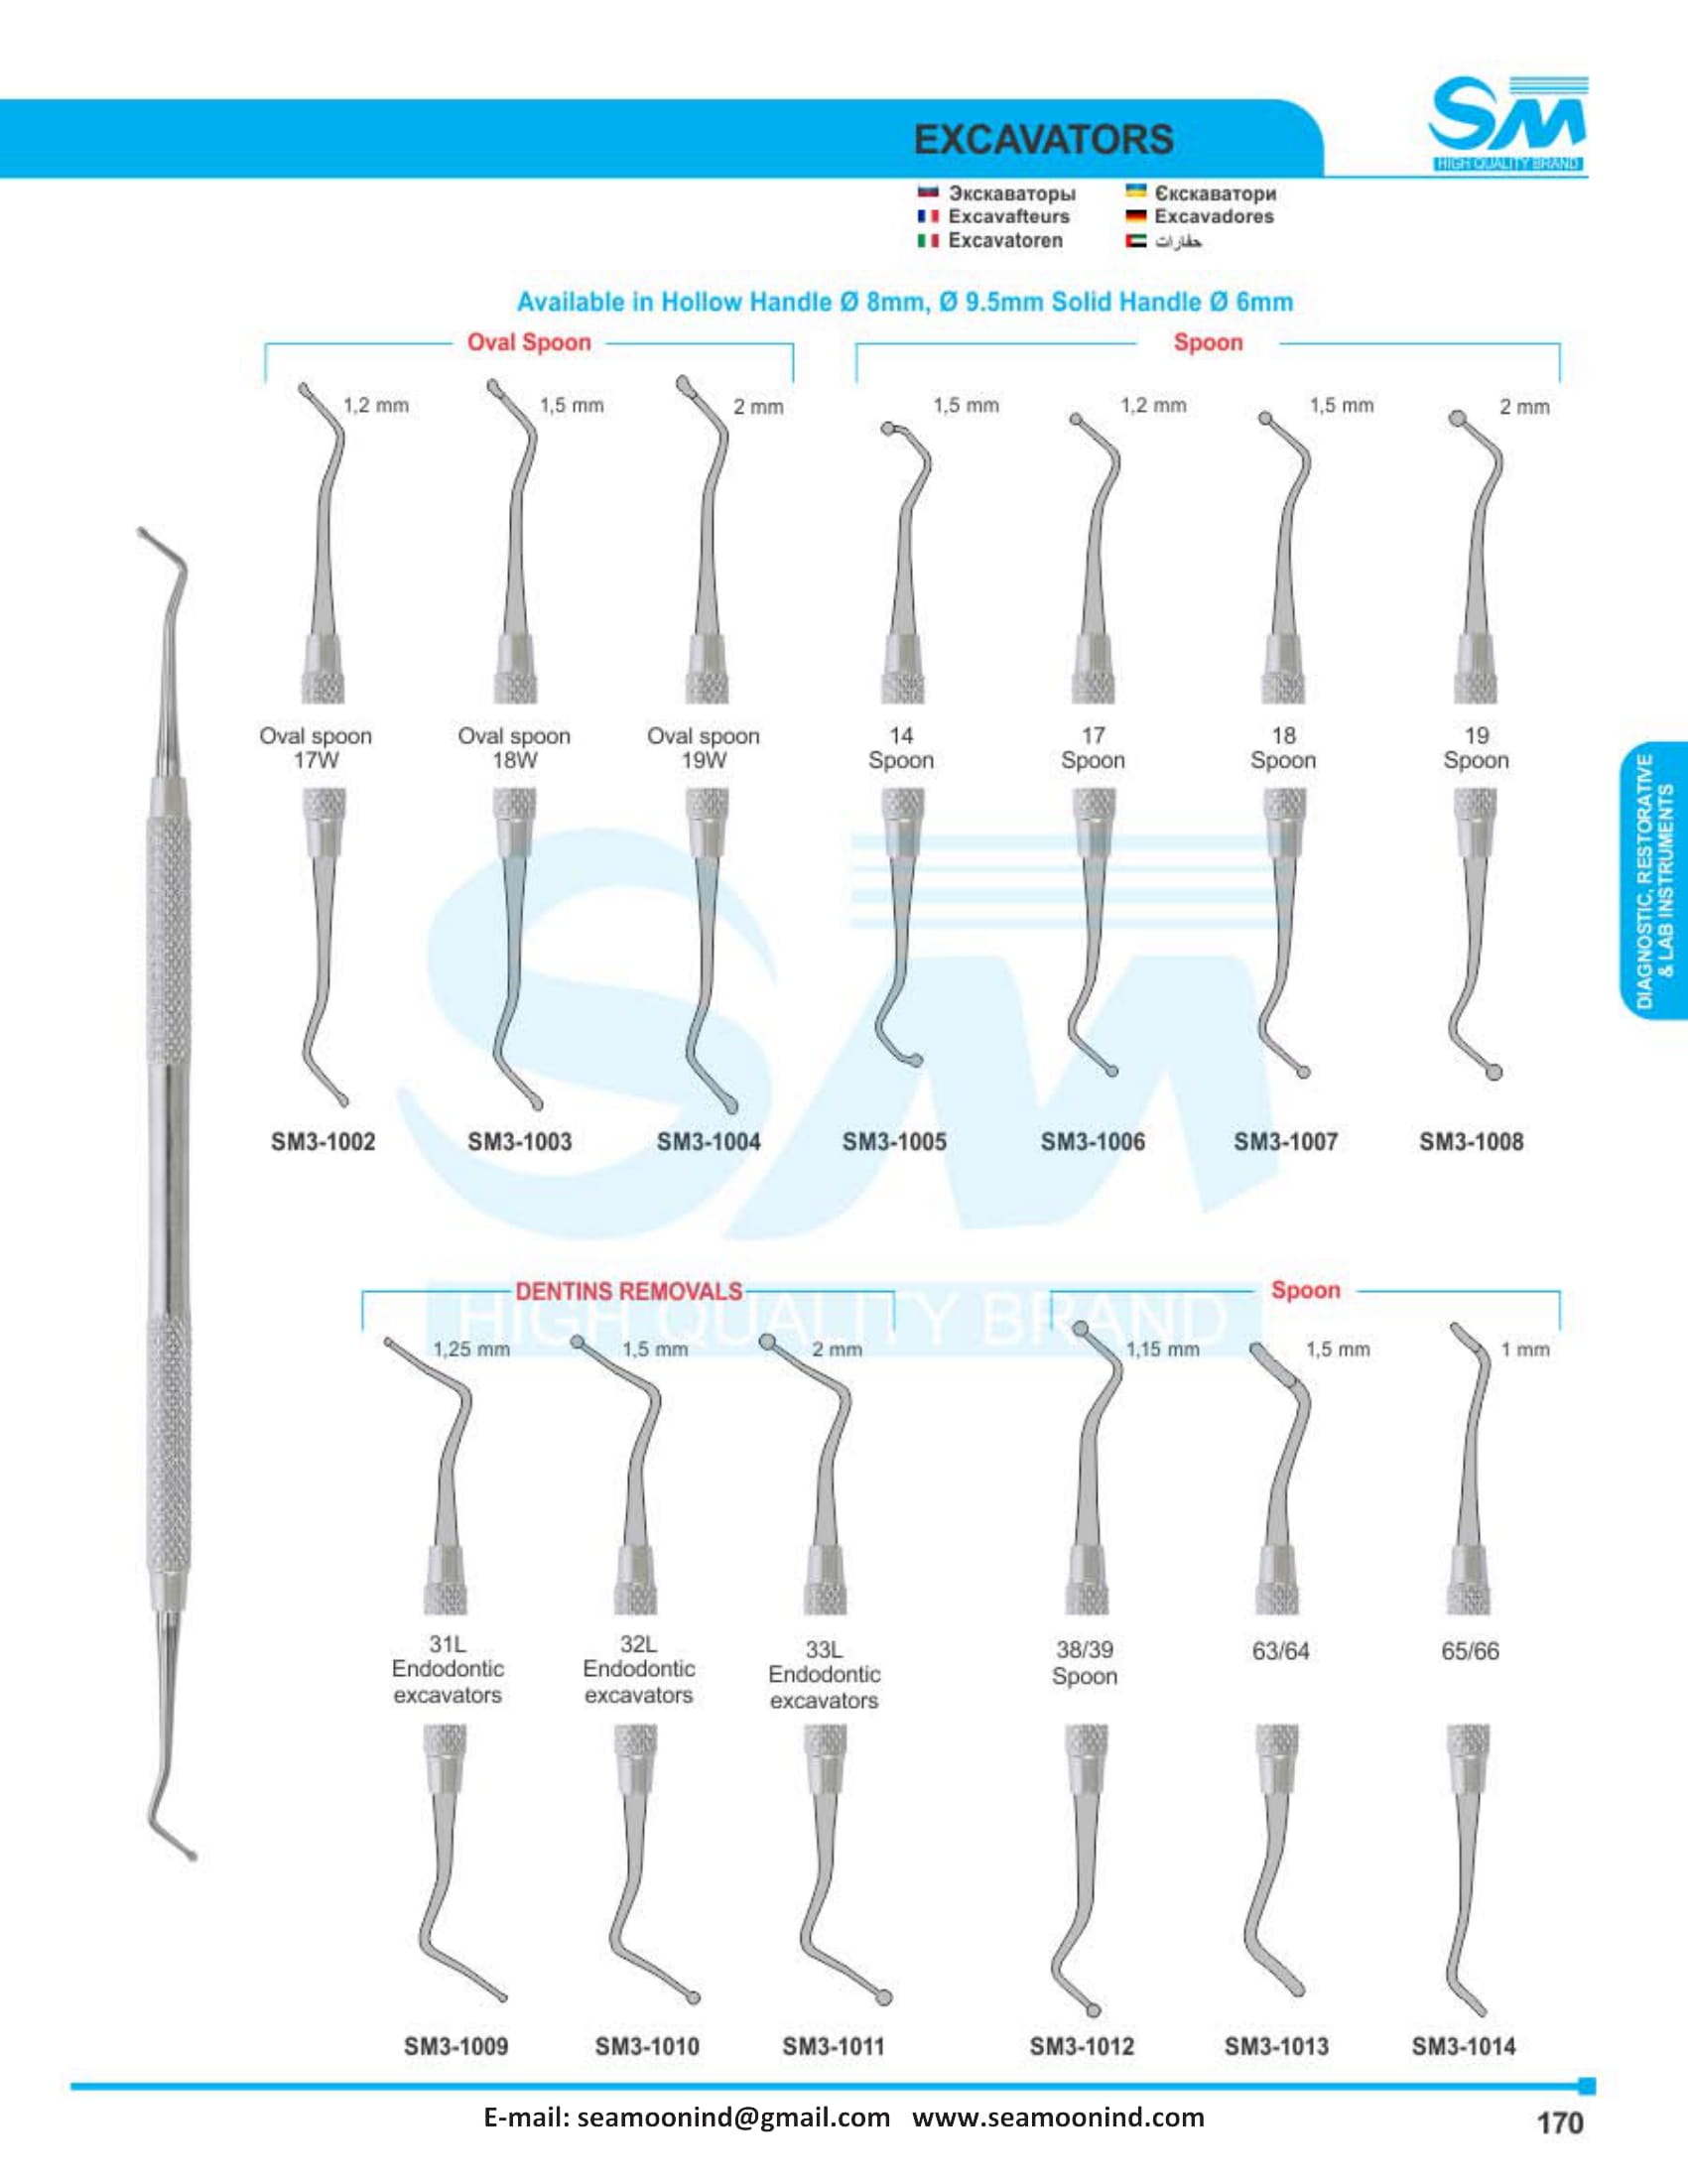 EXCAVATORS
SM
HIGH QUALITY BRAND
Экскаваторы
Єкскаватори
Excavafteurs
Excavadores
Excavatoren
حفارات
Available in Hollow Handle Ø 8mm, Ø 9.5mm Solid Handle Ø 6mm
Oval Spoon
Spoon
1,2 mm
1,5 mm
2 mm
1,5 mm
1,2 mm
1,5 mm
2 mm
Oval spoon
17W
Oval spoon
18W
Oval spoon
19W
14
Spoon
17
Spoon
18
Spoon
19
Spoon
DIAGNOSTIC, RESTORATIVE
& LAB INSTRUMENTS
SM3-1002
SM3-1003
SM3-1004
SM3-1005
SM3-1006
SM3-1007
SM3-1008
SM
HIGH QUALITY BRAND
DENTINS REMOVALS
Spoon
1,25 mm
1,5 mm
2 mm
1,15 mm
1,5 mm
1 mm
31L
Endodontic
excavators
32L
Endodontic
excavators
33L
Endodontic
excavators
38/39
Spoon
63/64
65/66
SM3-1009
SM3-1010
SM3-1011
SM3-1012
SM3-1013
SM3-1014
E-mail: seamoonind@gmail.com www.seamoonind.com
170